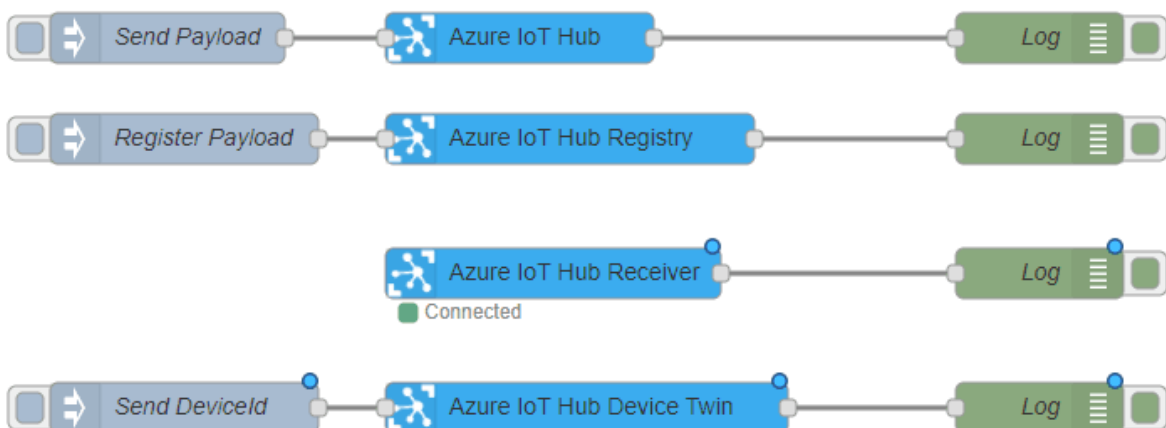 Send Payload Azure IoT Hub Log
Register Payload Azure IoT Hub Registry Log
Azure IoT Hub Receiver Log
Connected
Send DeviceId Azure IoT Hub Device Twin Log